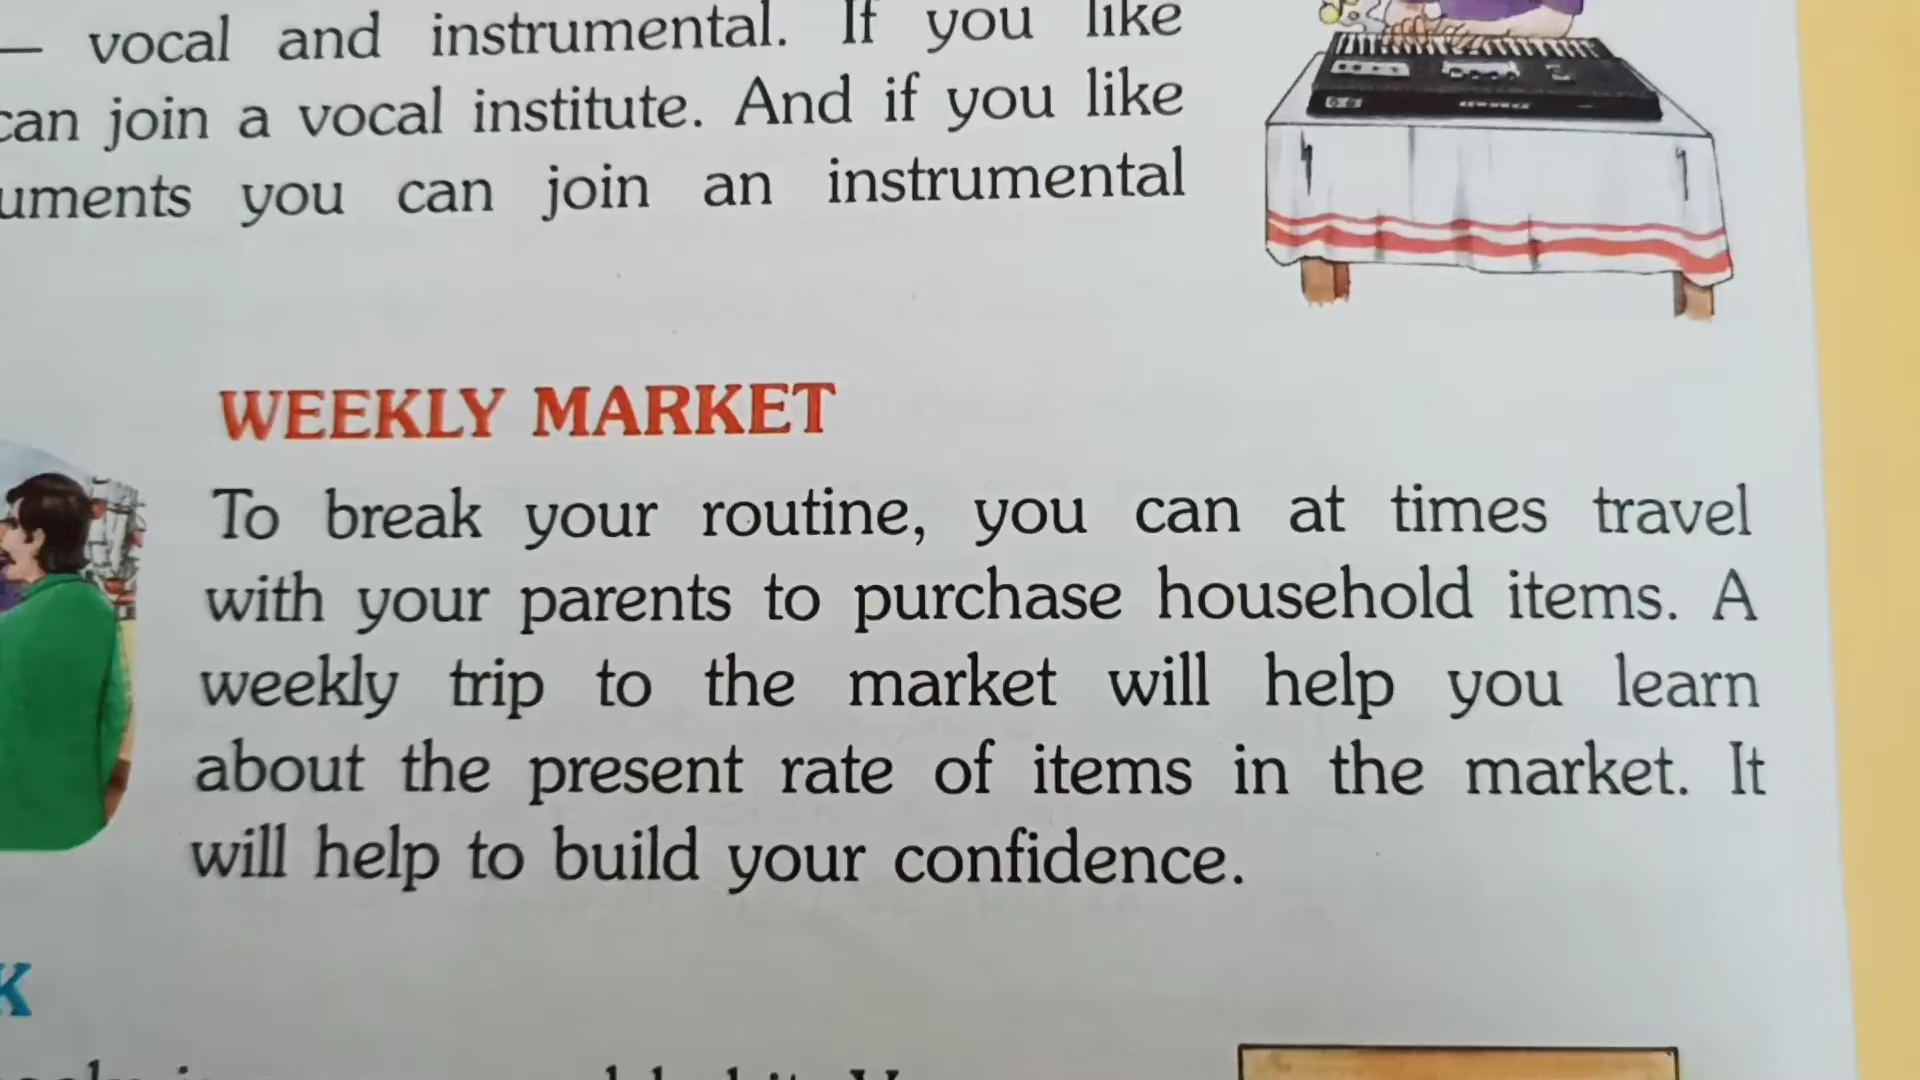 — vocal and instrumental. If you like
can join a vocal institute. And if you like
you can join an instrumental
WEEKLY MARKET
To break your routine, you can at times travel
with your parents to purchase household items. A
weekly trip to the market will help you learn
about the present rate of items in the market. It
will help to build your confidence.
K